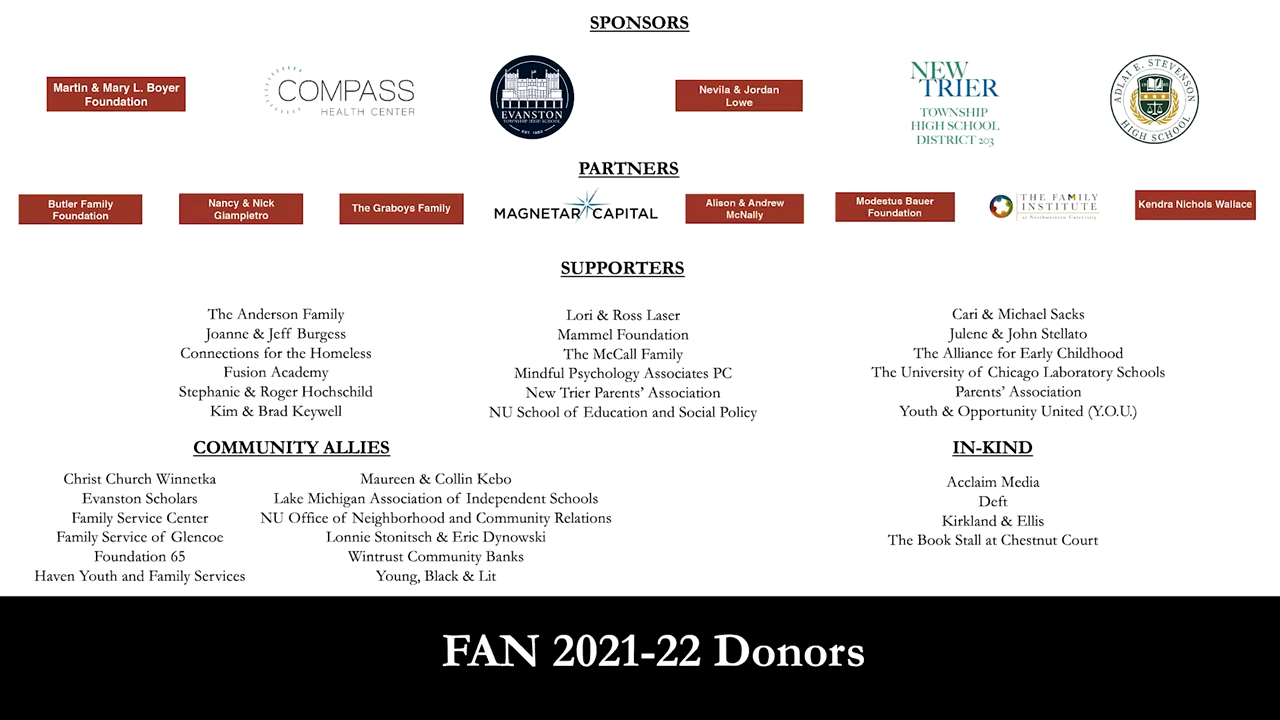 SPONSORS
Martin & Mary L. Boyer
Foundation
COMPASS
HEALTH CENTER
EVANSTON
TOWNSHIP HIGH SCHOOL
EST. 1883
Nevila & Jordan
Lowe
NEW
TRIER
TOWNSHIP
HIGH SCHOOL
DISTRICT 203
ADLAI E. STEVENSON
HIGH SCHOOL
PARTNERS
Butler Family
Foundation
Nancy & Nick
Giampietro
The Graboys Family
MAGNETAR CAPITAL
Alison & Andrew
McNally
Modestus Bauer
Foundation
THE FAMILY
INSTITUTE
at Northwestern University
Kendra Nichols Wallace
SUPPORTERS
The Anderson Family
Joanne & Jeff Burgess
Connections for the Homeless
Fusion Academy
Stephanie & Roger Hochschild
Kim & Brad Keywell
Lori & Ross Laser
Mammel Foundation
The McCall Family
Mindful Psychology Associates PC
New Trier Parents’ Association
NU School of Education and Social Policy
Cari & Michael Sacks
Julene & John Stellato
The Alliance for Early Childhood
The University of Chicago Laboratory Schools
Parents’ Association
Youth & Opportunity United (Y.O.U.)
COMMUNITY ALLIES
Christ Church Winnetka
Evanston Scholars
Family Service Center
Family Service of Glencoe
Foundation 65
Haven Youth and Family Services
Maureen & Collin Kebo
Lake Michigan Association of Independent Schools
NU Office of Neighborhood and Community Relations
Lonnie Stonitsch & Eric Dynowski
Wintrust Community Banks
Young, Black & Lit
IN-KIND
Acclaim Media
Deft
Kirkland & Ellis
The Book Stall at Chestnut Court
FAN 2021-22 Donors